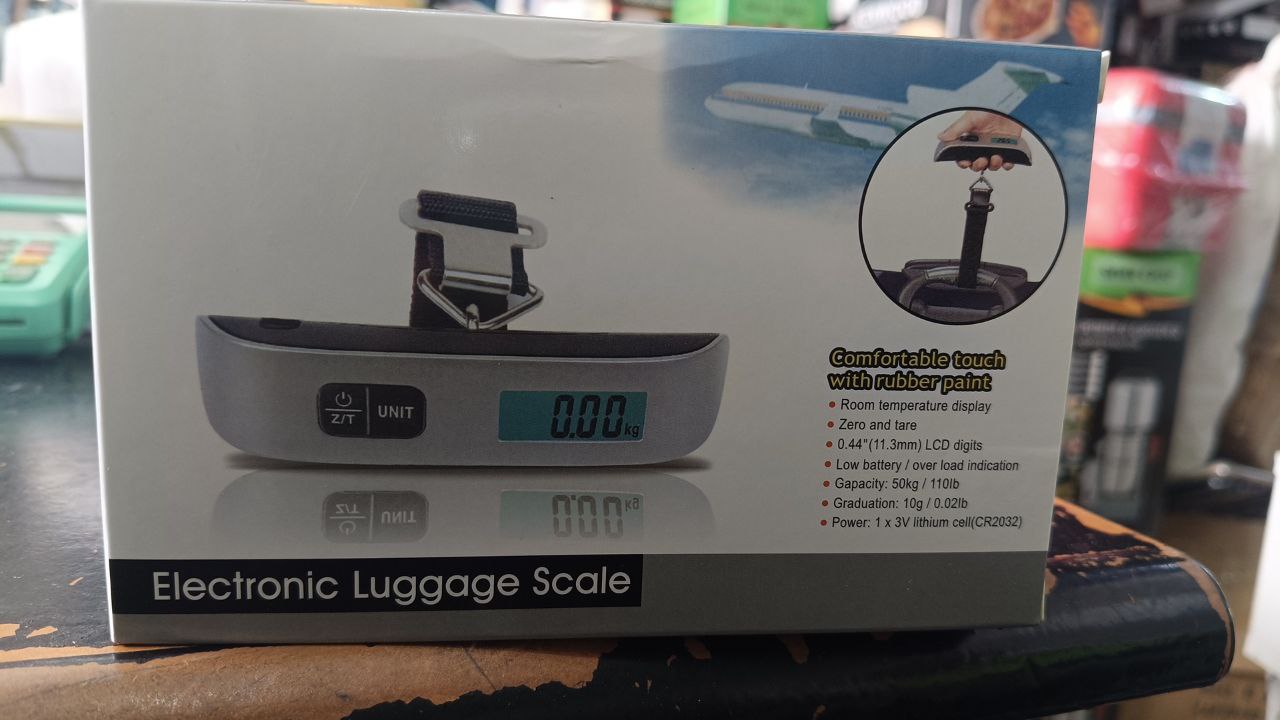 Z/T
UNIT
0.00kg
Comfortable touch
with rubber paint
Room temperature display
Zero and tare
0.44"(11.3mm) LCD digits
Low battery / over load indication
Gapacity: 50kg / 110lb
Graduation: 10g / 0.02lb
Power: 1 x 3V lithium cell(CR2032)
Electronic Luggage Scale